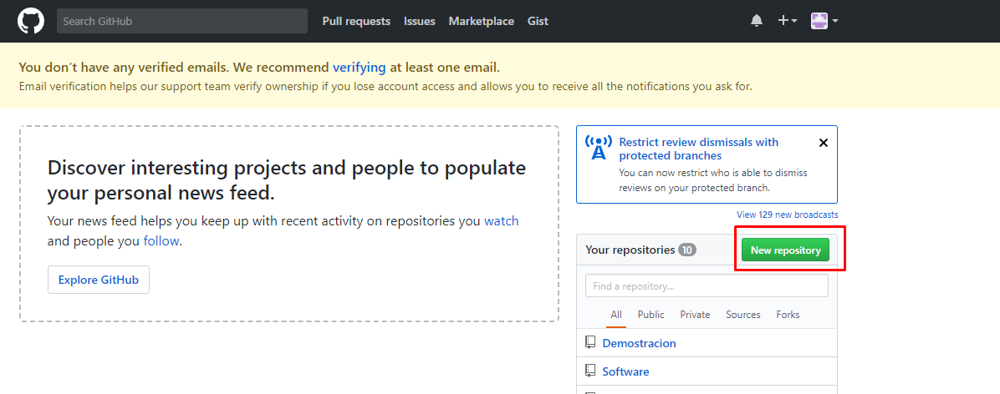 Search GitHub
Pull requests Issues Marketplace Gist
You don’t have any verified emails. We recommend verifying at least one email.
Email verification helps our support team verify ownership if you lose account access and allows you to receive all the notifications you ask for.
Discover interesting projects and people to populate
your personal news feed.
Your news feed helps you keep up with recent activity on repositories you watch
and people you follow.
Explore GitHub
Restrict review dismissals with
protected branches
You can now restrict who is able to dismiss
reviews on your protected branch.
View 129 new broadcasts
Your repositories 10
New repository
Find a repository...
All Public Private Sources Forks
Demostracion
Software